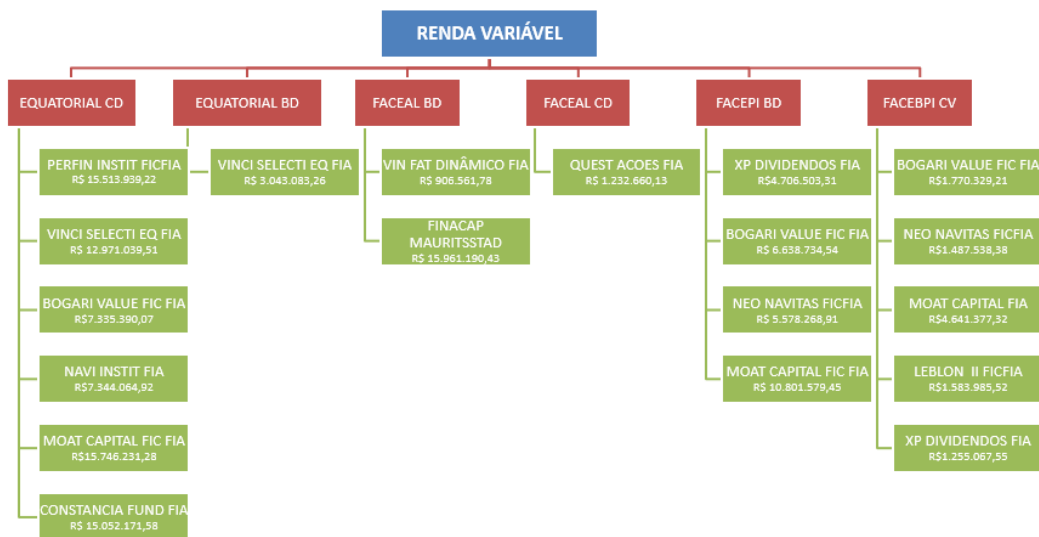 RENDA VARIÁVEL
EQUATORIAL CD
PERFIN INSTIT FICFIA
R$ 15.513.939,22
VINCI SELECTI EQ FIA
R$ 12.971.039,51
BOGARI VALUE FIC FIA
R$7.335.390,07
NAVI INSTIT FIA
R$7.344.064,92
MOAT CAPITAL FIC FIA
R$15.746.231,28
CONSTANCIA FUND FIA
R$ 15.052.171,58
EQUATORIAL BD
VINCI SELECTI EQ FIA
R$ 3.043.083,26
FACEAL BD
VIN FAT DINÂMICO FIA
R$ 906.561,78
FINACAP
MAURITSSTAD
R$ 15.961.190,43
FACEAL CD
QUEST ACOES FIA
R$ 1.232.660,13
FACEPI BD
XP DIVIDENDOS FIA
R$4.706.503,31
BOGARI VALUE FIC FIA
R$ 6.638.734,54
NEO NAVITAS FICFIA
R$ 5.578.268,91
MOAT CAPITAL FIC FIA
R$ 10.801.579,45
FACEBPI CV
BOGARI VALUE FIC FIA
R$1.770.329,21
NEO NAVITAS FICFIA
R$1.487.538,38
MOAT CAPITAL FIA
R$4.641.377,32
LEBLON II FICFIA
R$1.583.985,52
XP DIVIDENDOS FIA
R$1.255.067,55